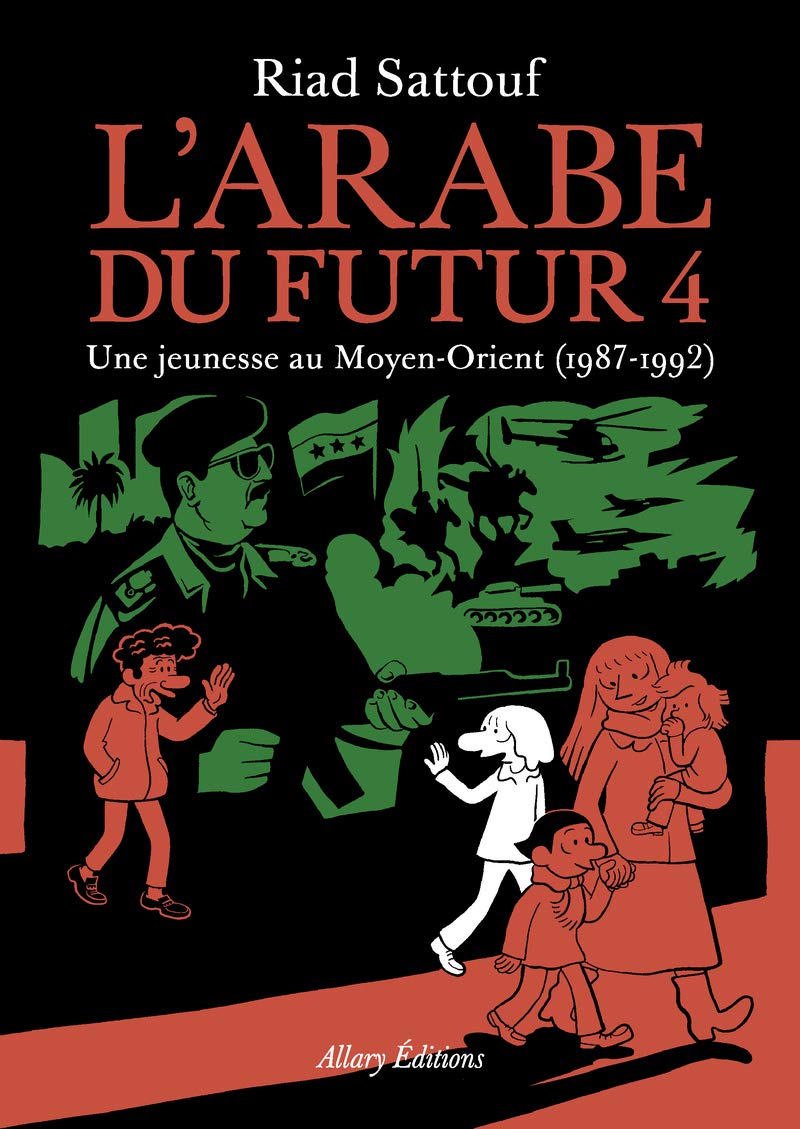 Riad Sattouf
L'ARABE
DU FUTUR 4
Une jeunesse au Moyen-Orient (1987-1992)
Allary Éditions